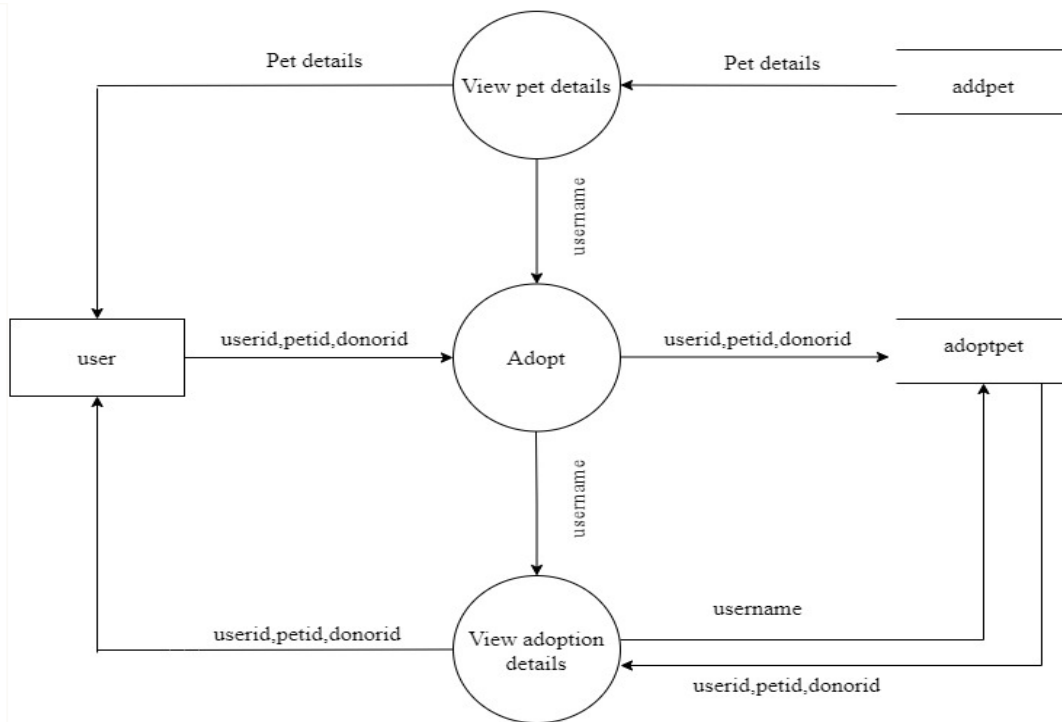 Pet details
View pet details
Pet details
addpet
username
user
userid,petid,donorid
Adopt
userid,petid,donorid
adoptpet
username
userid,petid,donorid
View adoption
details
username
userid,petid,donorid